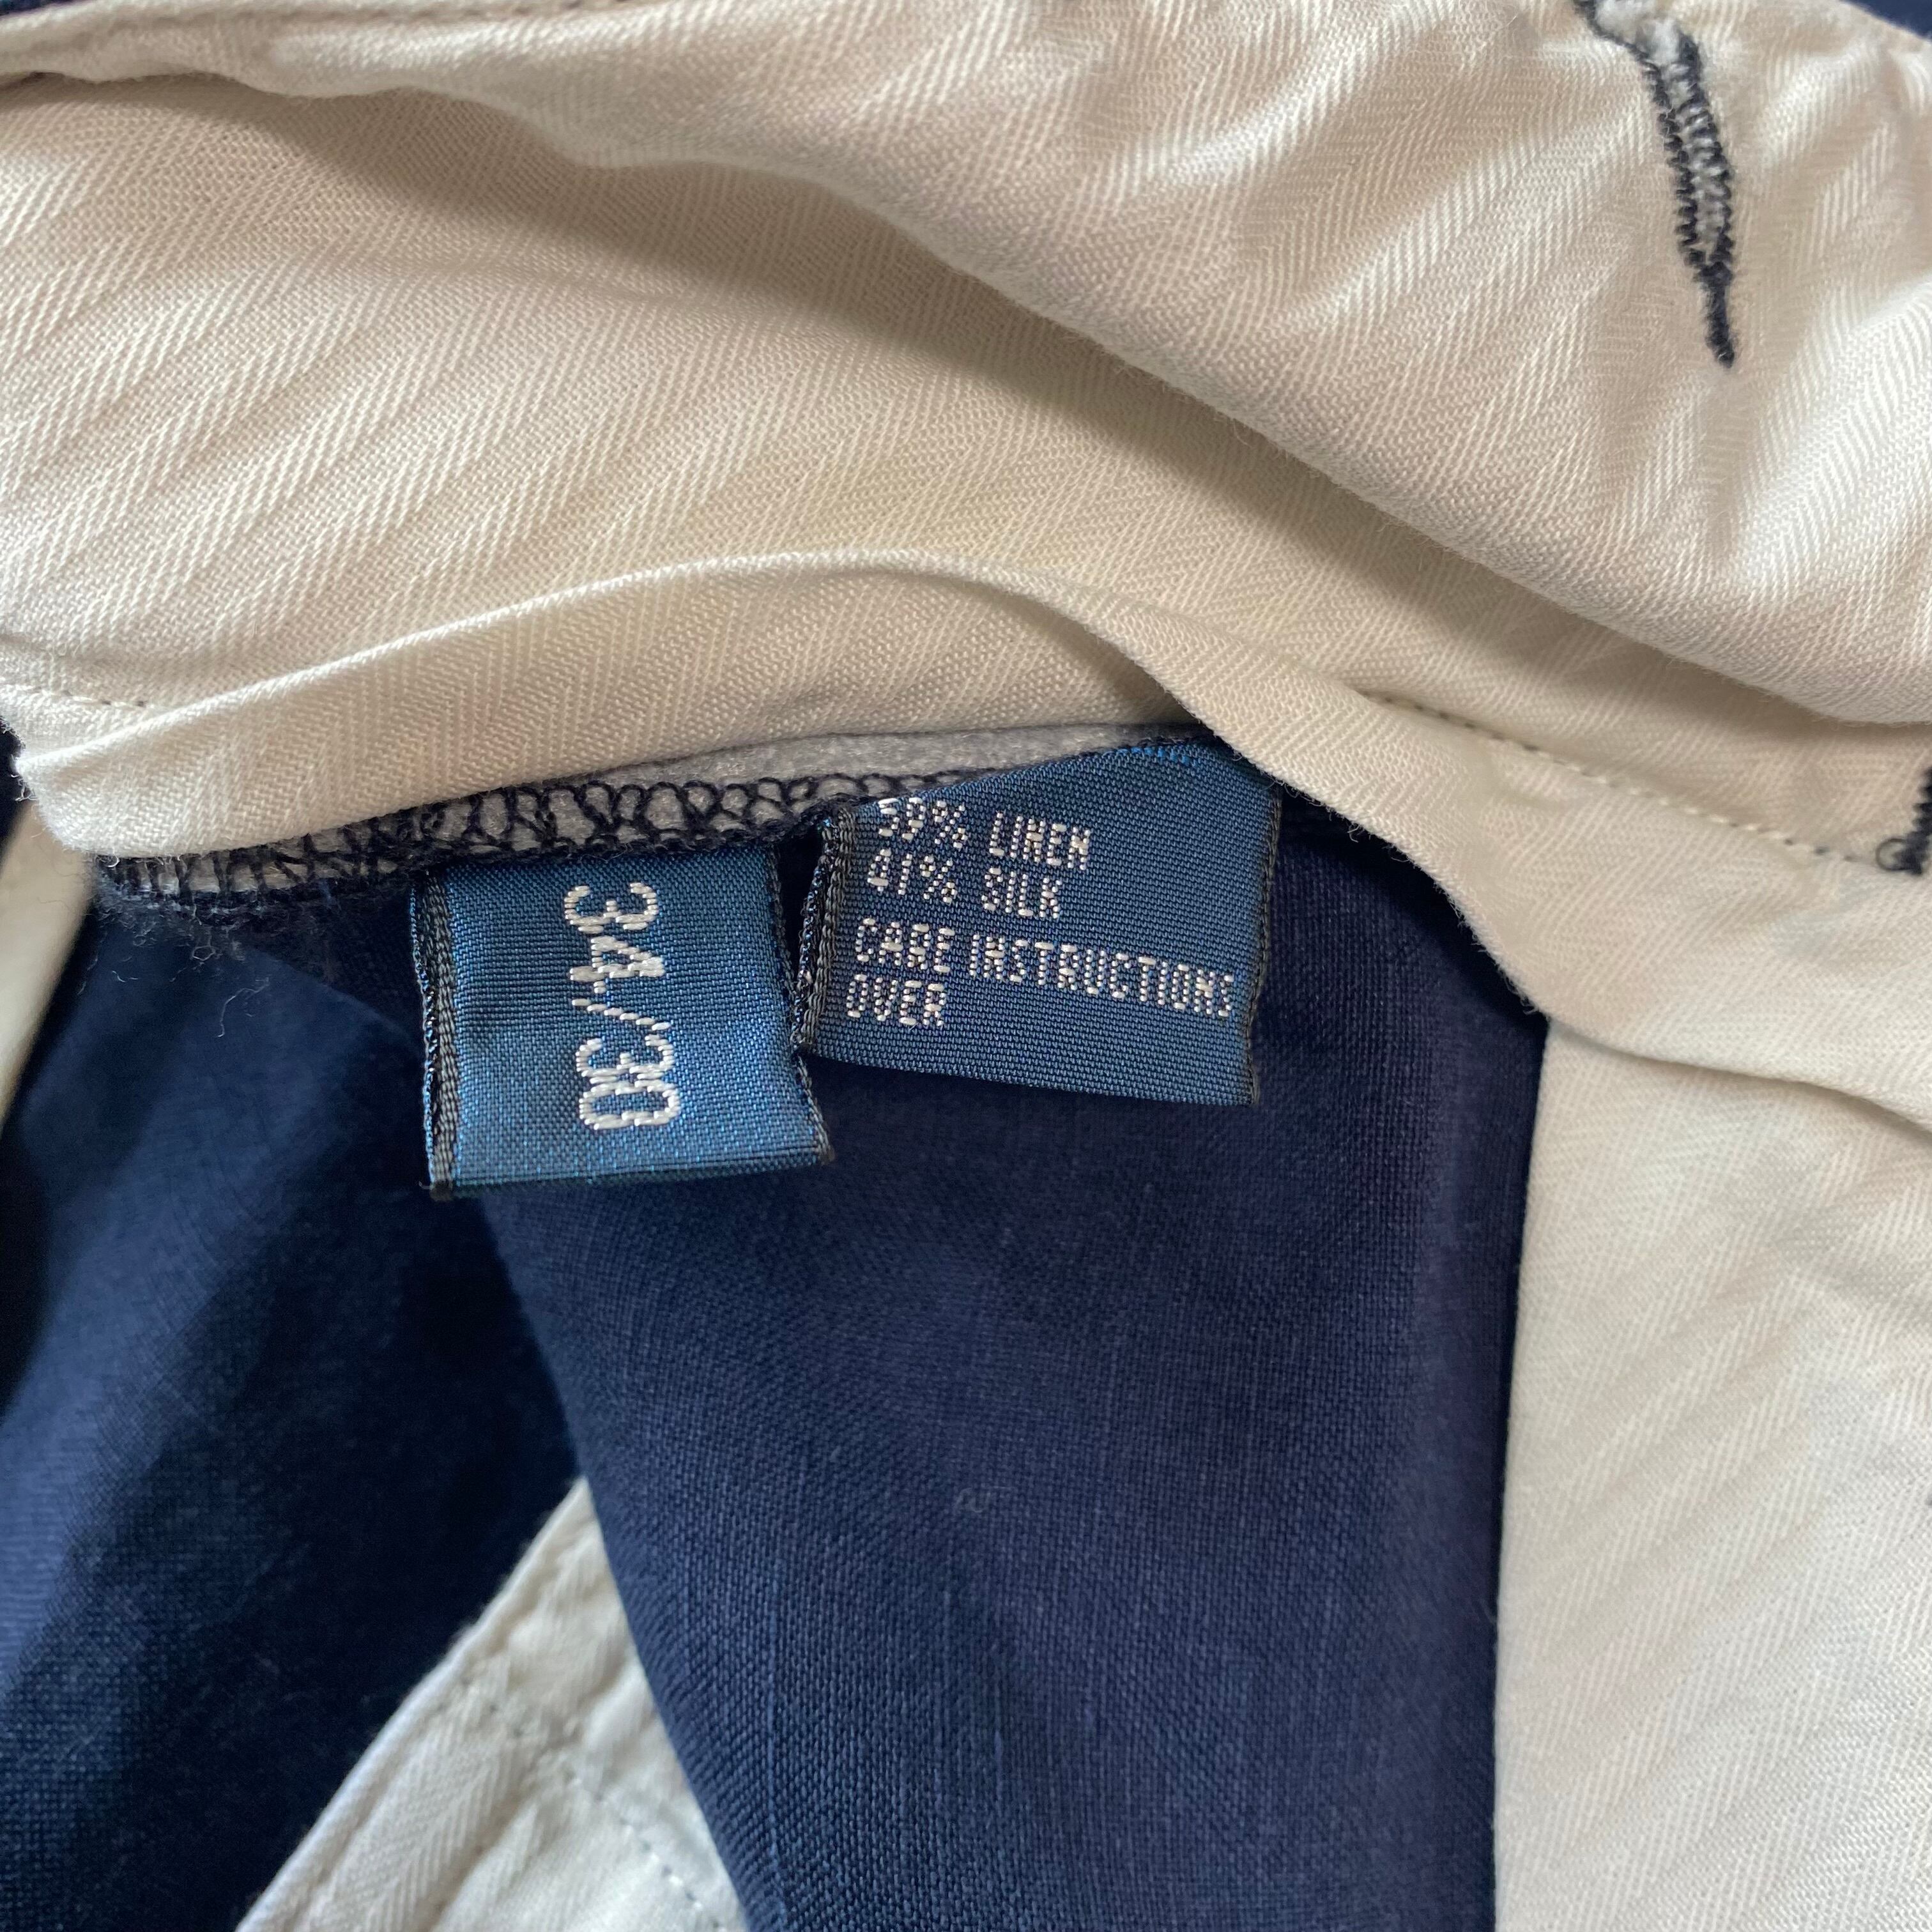 34/30
59% LINEN
41% SILK
CARE INSTRUCTIONS
OVER